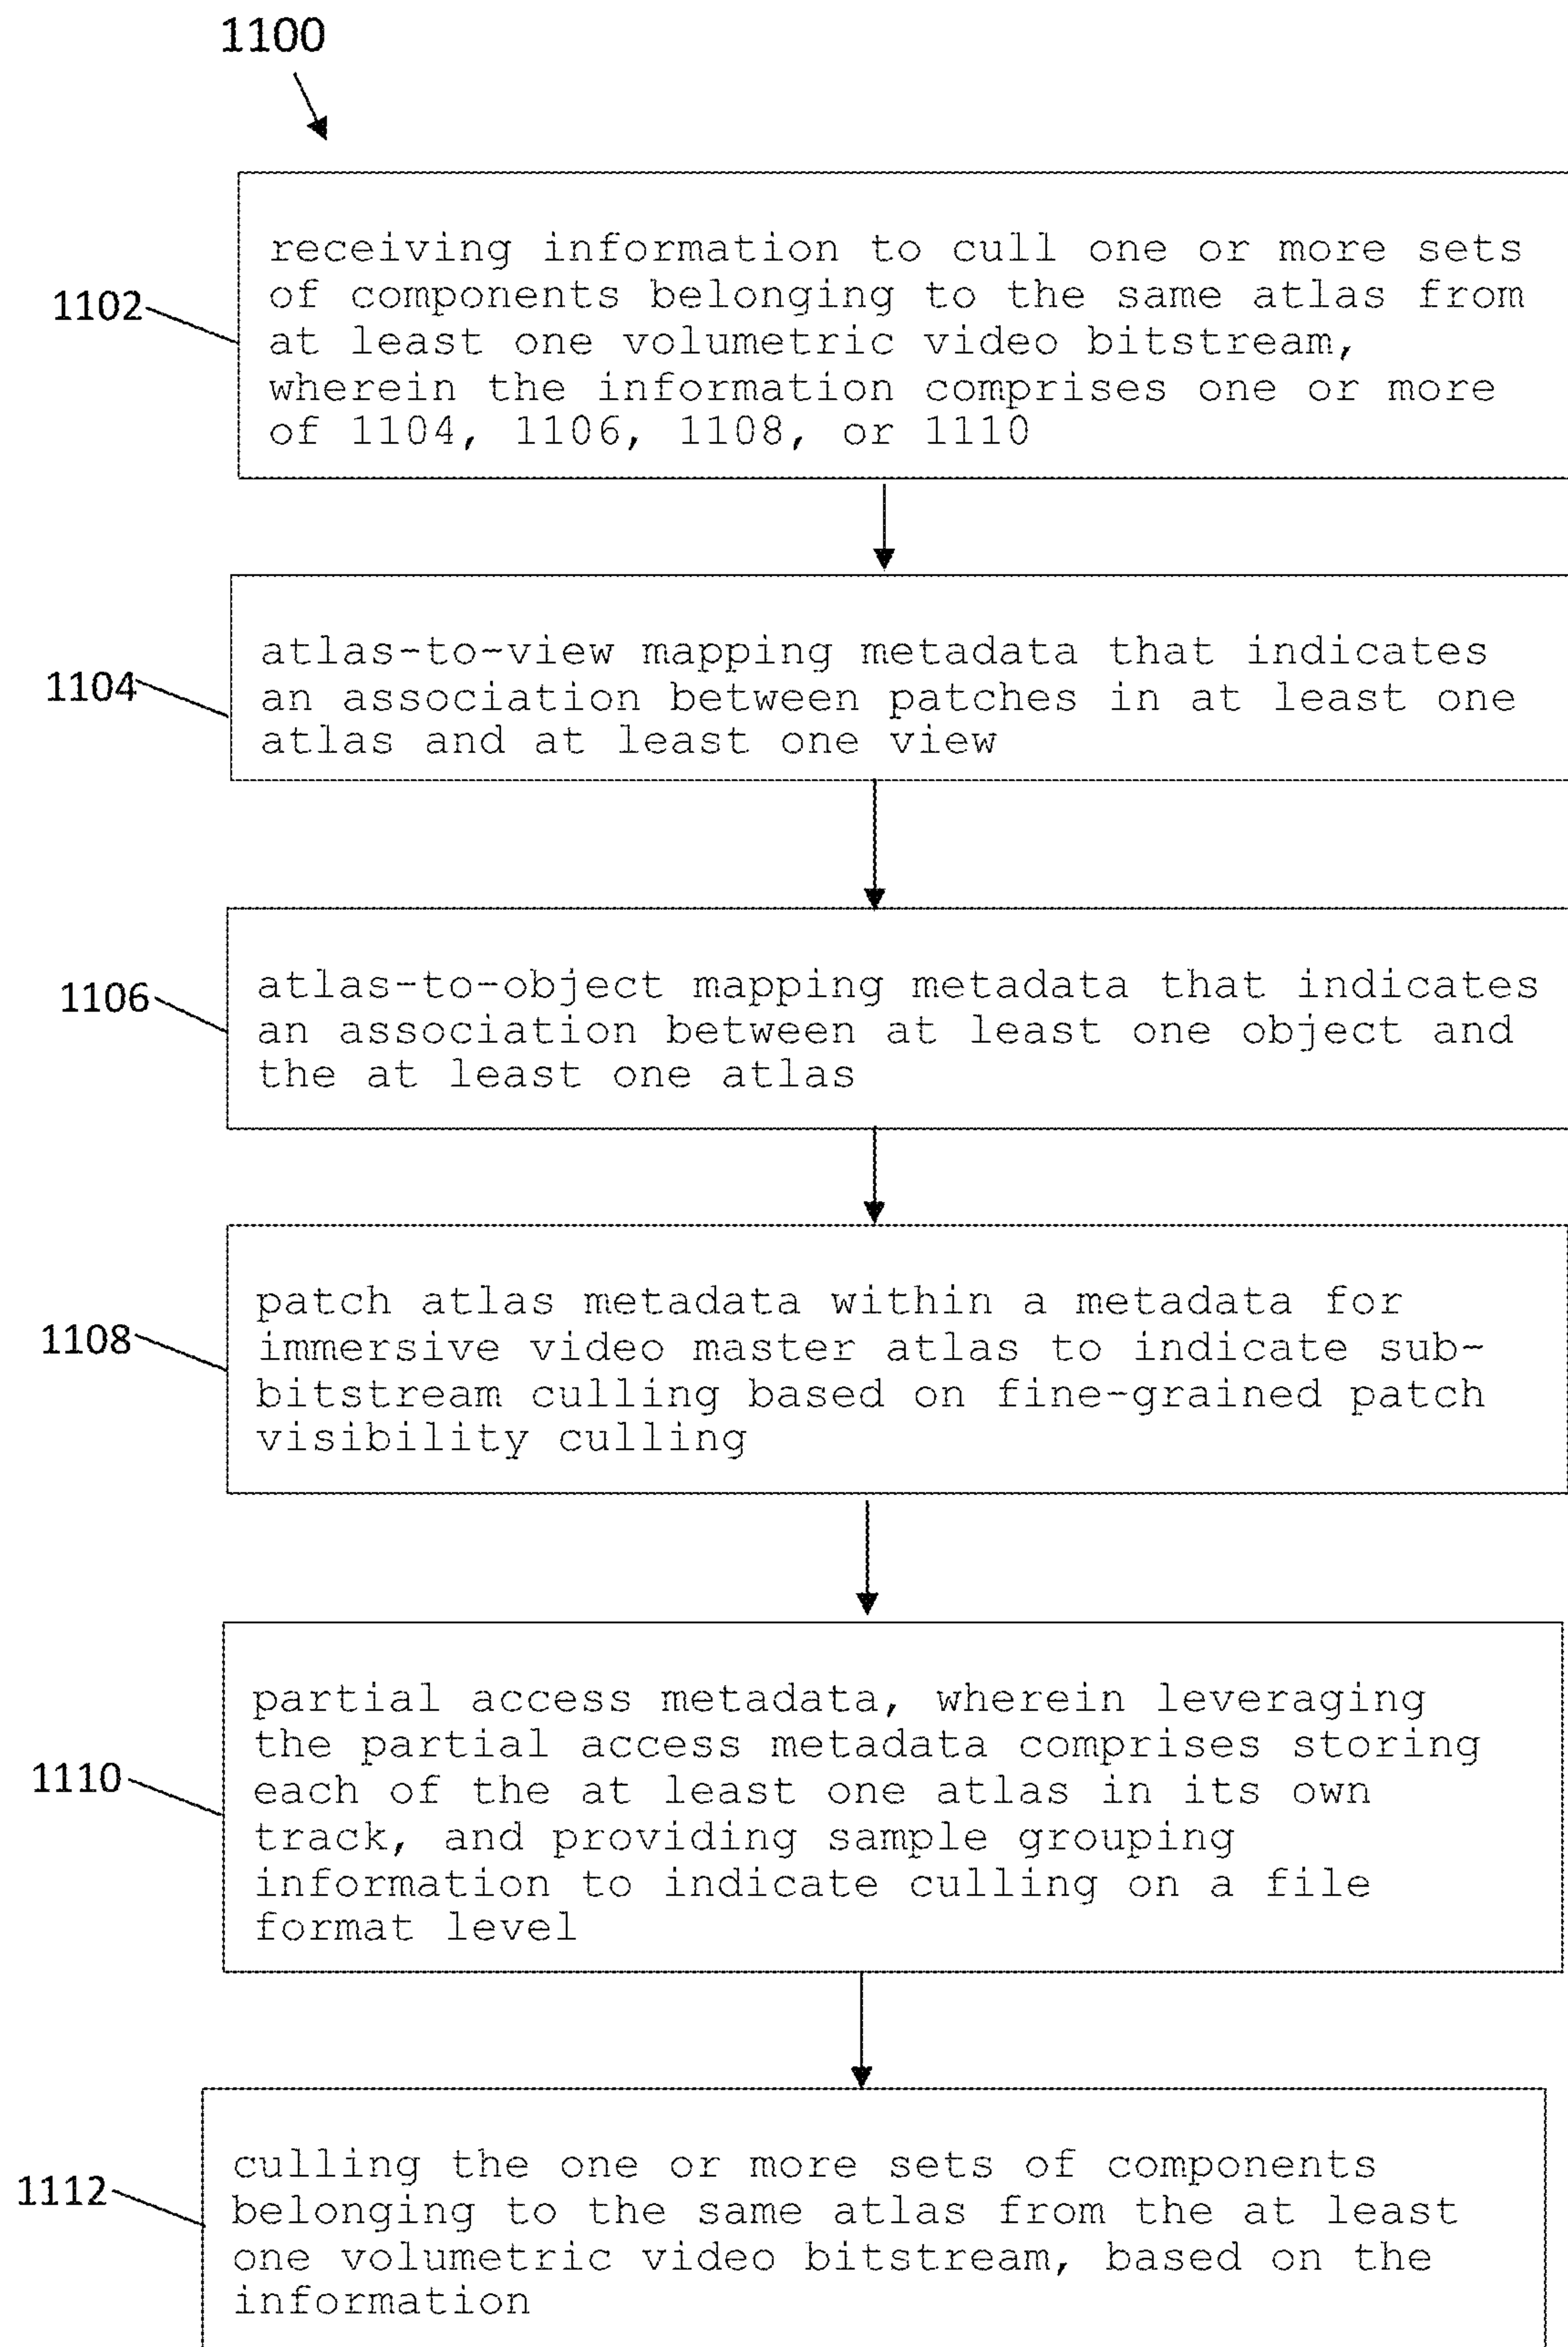 1100
receiving information to cull one or more sets
of components belonging to the same atlas from
1102
at least one volumetric video bitstream,
wherein the information comprises one or more
of 1104, 1106, 1108, or 1110
atlas-to-view mapping metadata that indicates
1104
an association between patches in at least one
atlas and at least one view
atlas-to-object mapping metadata that indicates
1106
an association between at least one object and
the at least one atlas
patch atlas metadata within a metadata for
1108
immersive video master atlas to indicate sub-
bitstream culling based on fine-grained patch
visibility culling
partial access metadata, wherein leveraging
the partial access metadata comprises storing
1110
each of the at least one atlas in its own
track, and providing sample grouping
information to indicate culling on a file
format level
culling the one or more sets of components
1112
belonging to the same atlas from the at least
one volumetric video bitstream, based on the
information